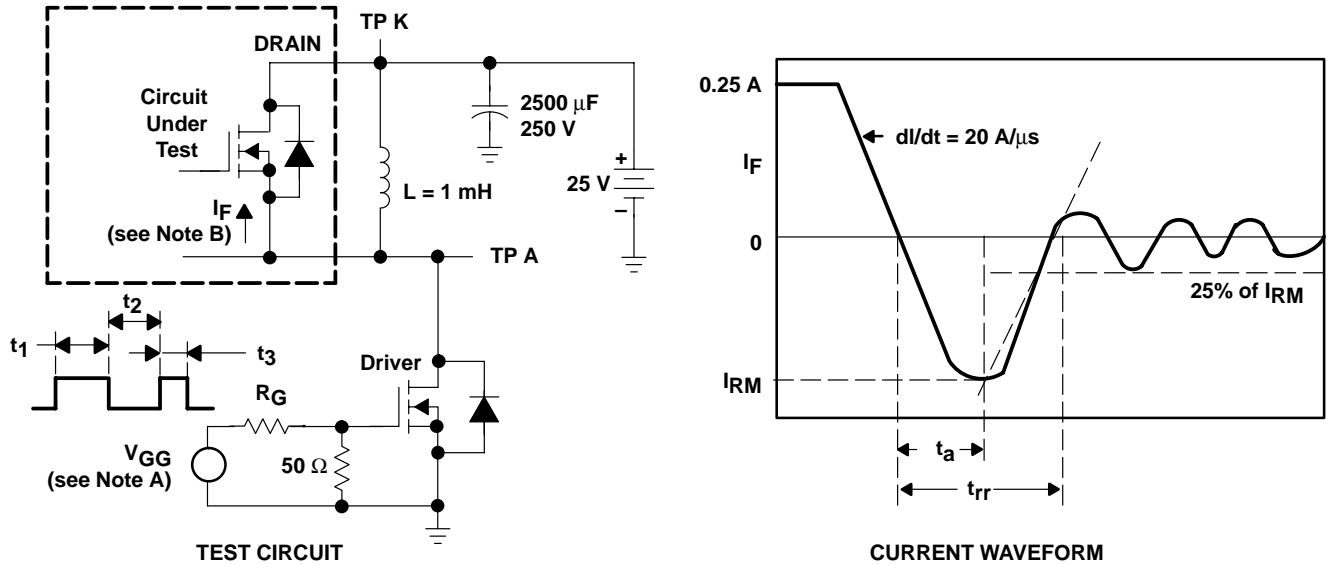 TP K
DRAIN
Circuit
Under
Test
2500 µF
250 V
+
25 V
−
L = 1 mH
IF
(see Note B)
TP A
t2
t1
t3
Driver
RG
VGG
(see Note A)
50 Ω
TEST CIRCUIT
0.25 A
dI/dt = 20 A/µs
IF
0
25% of IRM
IRM
ta
trr
CURRENT WAVEFORM